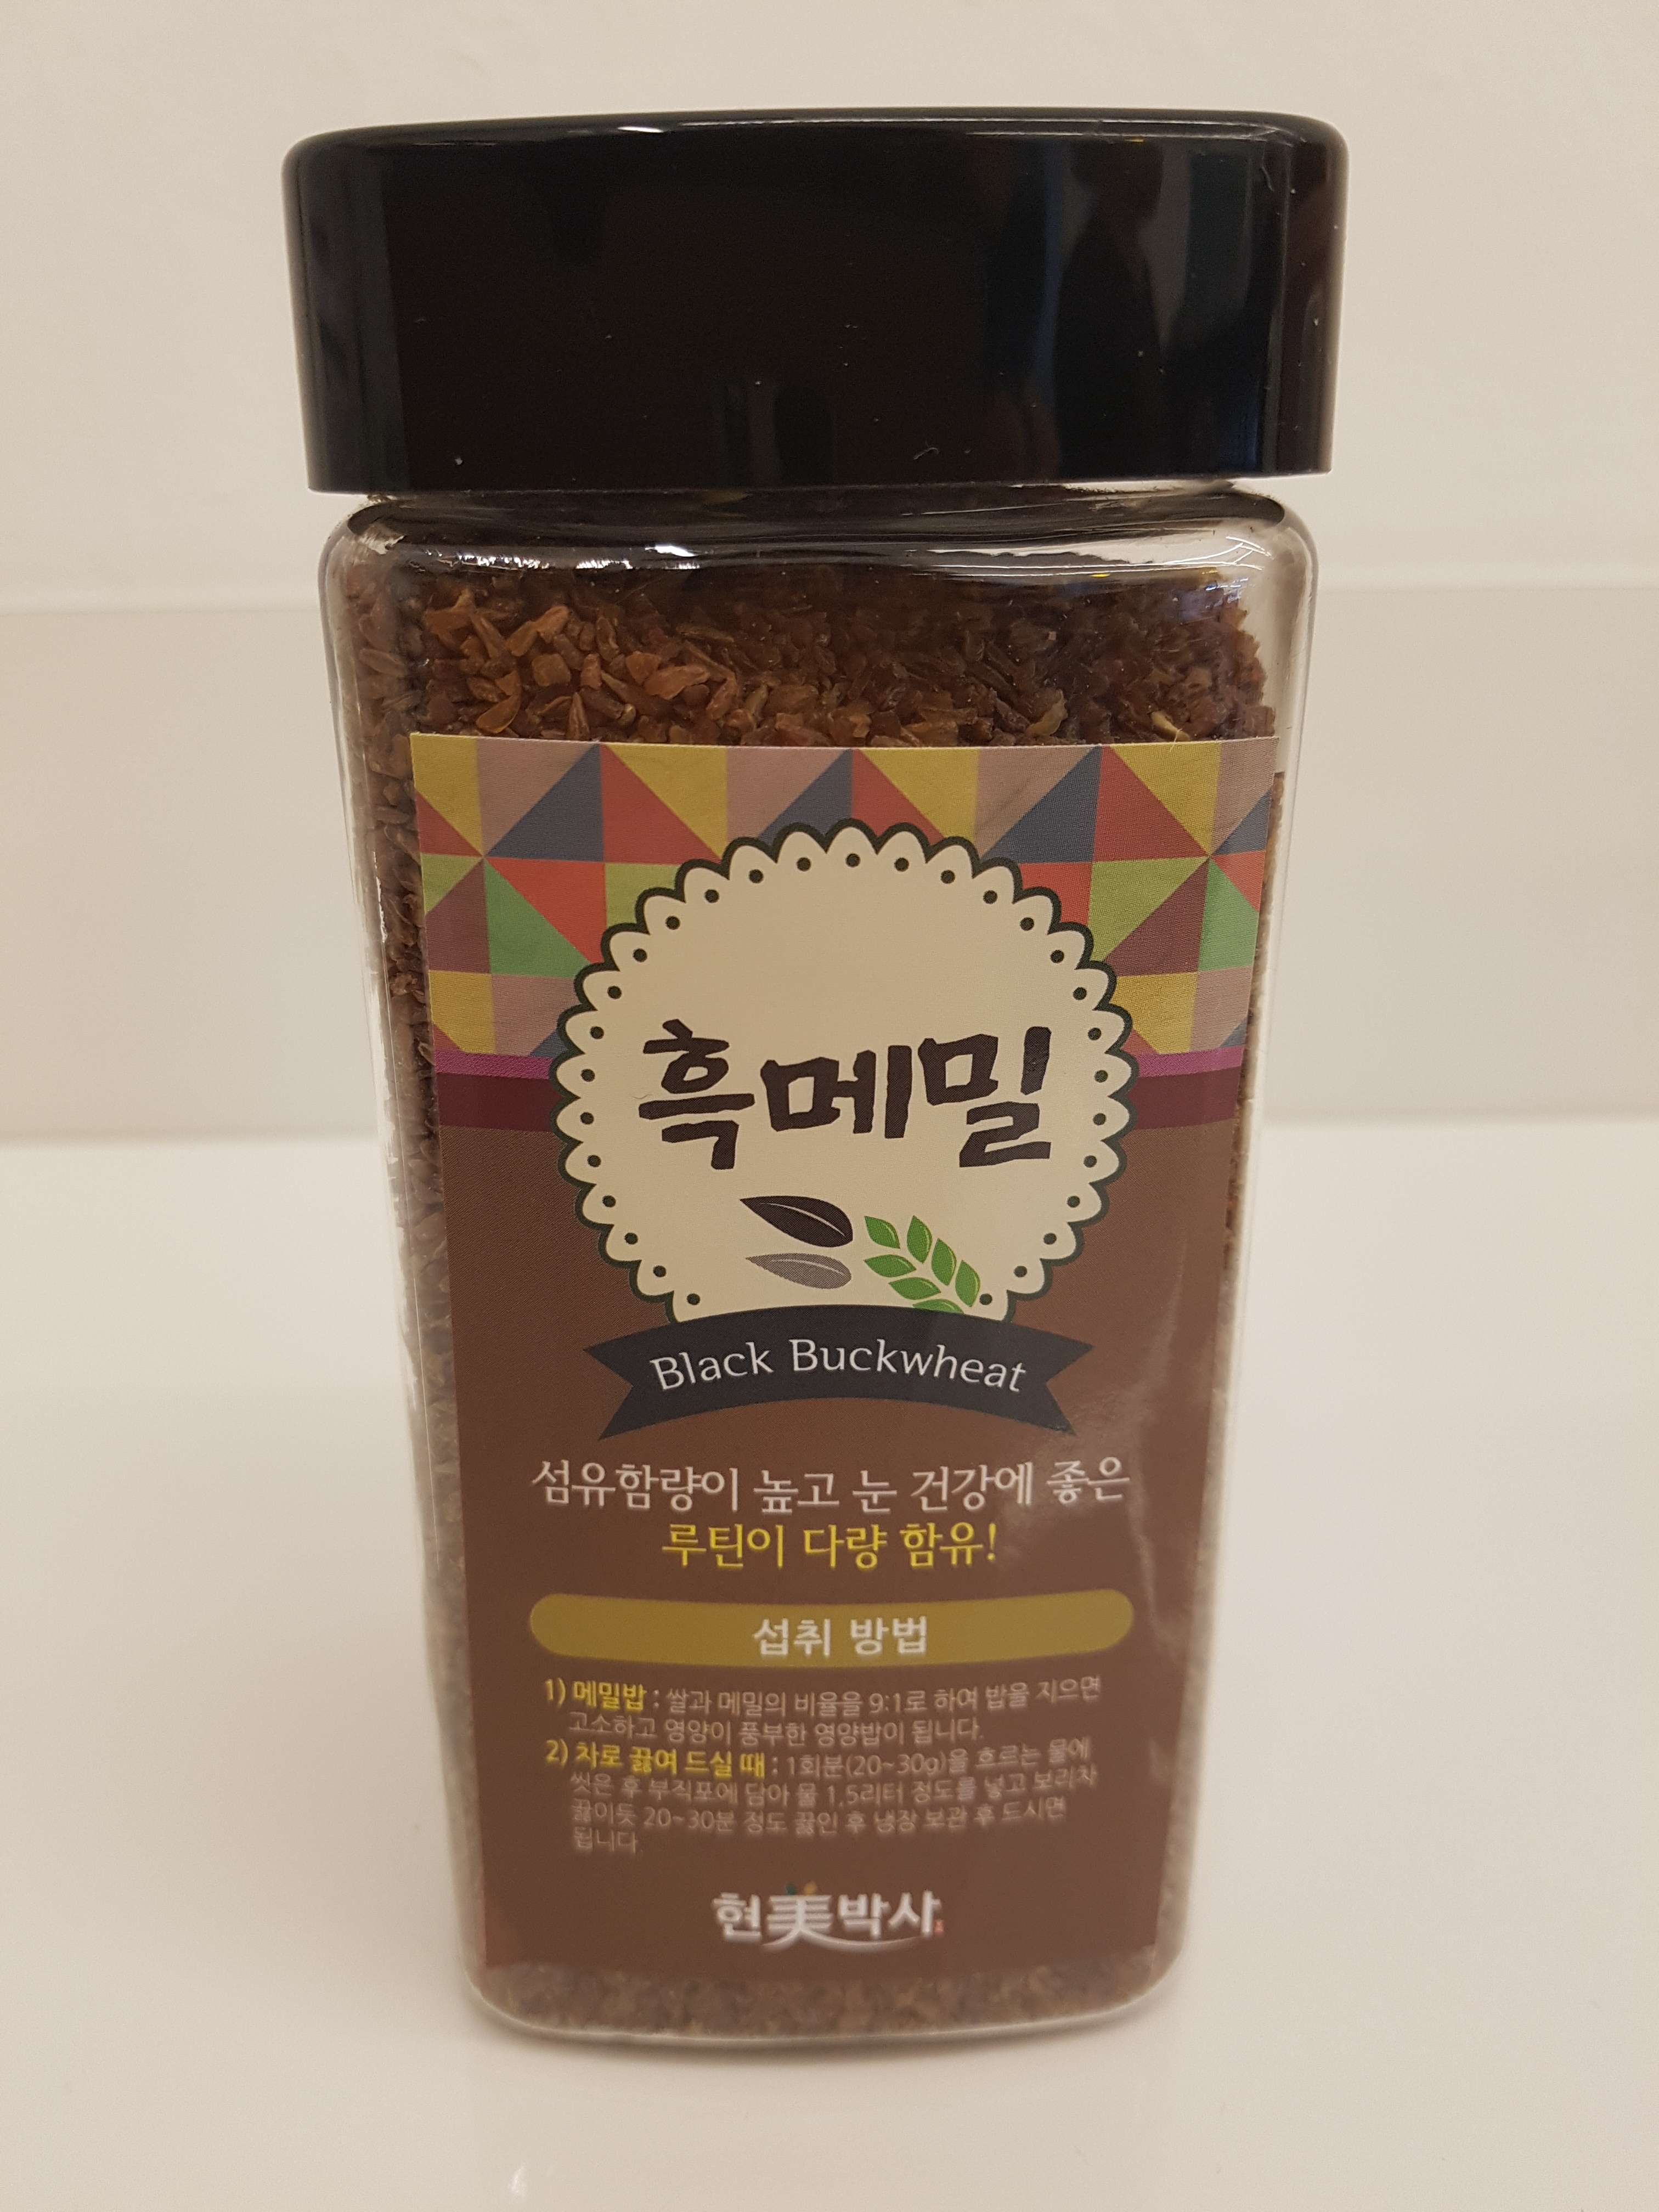 흑메밀
Black Buckwheat
섬유함량이 높고 눈 건강에 좋은
루틴이 다량 함유!
섭취 방법
1) 메밀밥 : 쌀과 메밀의 비율을 9:1로 하여 밥을 지으면
고소하고 영양이 풍부한 영양밥이 됩니다.
2) 차로 끓여 드실 때 : 1회분(20~30g)을 흐르는 물에
씻은 후 부직포에 담아 물 1.5리터 정도를 넣고 보리차
끓이듯 20~30분 정도 끓인 후 냉장 보관 후 드시면
됩니다.
현美박사